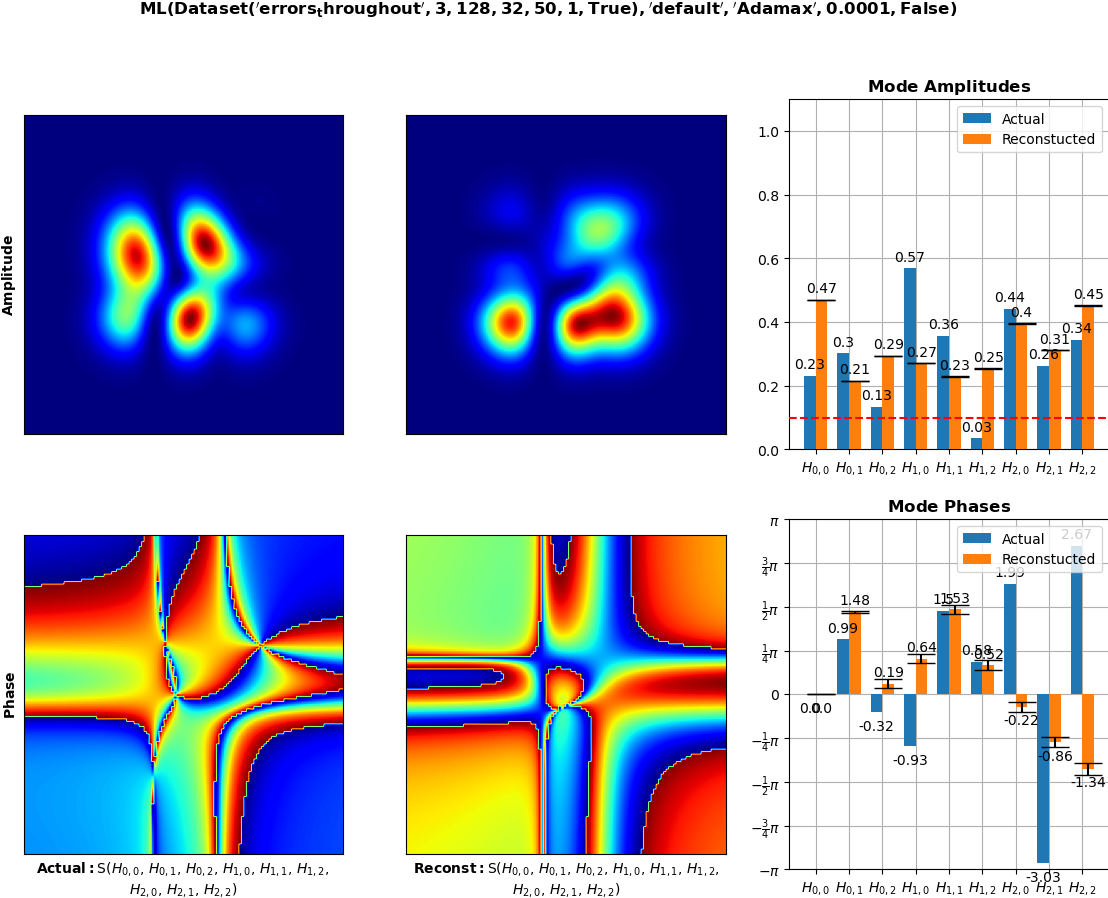 ML(Dataset('errors_throughout', 3, 128, 32, 50, 1, True), 'default', 'Adamax', 0.0001, False)
Amplitude
Mode Amplitudes
Actual
Reconstucted
1.0
0.8
0.6
0.4
0.2
0.0
0.23
0.47
0.3
0.21
0.13
0.29
0.57
0.27
0.36
0.23
0.03
0.25
0.44
0.4
0.26
0.31
0.34
0.45
H0,0 H0,1 H0,2 H1,0 H1,1 H1,2 H2,0 H2,1 H2,2
Phase
Actual: S(H0,0, H0,1, H0,2, H1,0, H1,1, H1,2,
H2,0, H2,1, H2,2)
Reconst: S(H0,0, H0,1, H0,2, H1,0, H1,1, H1,2,
H2,0, H2,1, H2,2)
Mode Phases
Actual
Reconstucted
π
3/4π
1/2π
1/4π
0
−1/4π
−1/2π
−3/4π
−π
0.0
0.0
0.99
1.48
-0.32
0.19
-0.93
0.64
1.5
1.53
0.58
0.52
1.99
-0.22
-3.03
-0.86
2.67
-1.34
H0,0 H0,1 H0,2 H1,0 H1,1 H1,2 H2,0 H2,1 H2,2